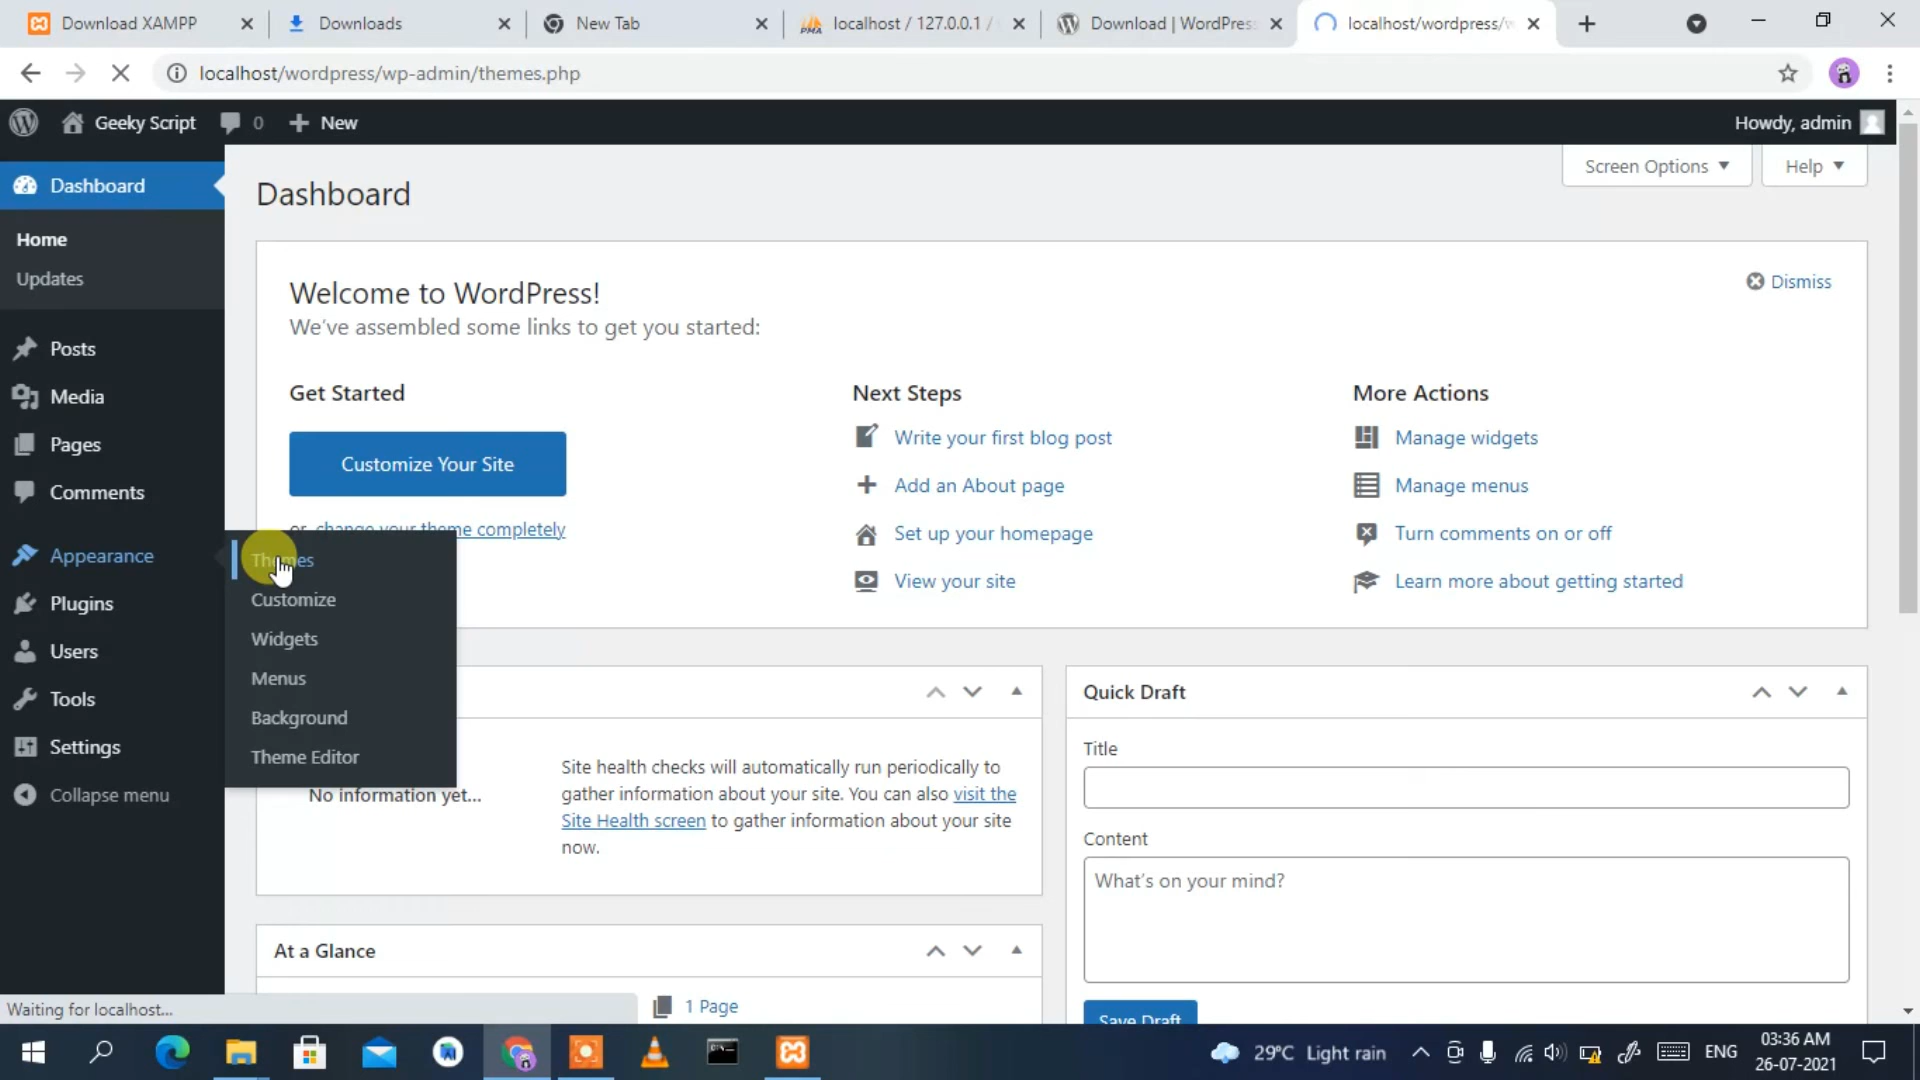 Download XAMPP
Downloads
New Tab
localhost / 127.0.0.1 /
Download | WordPress
localhost/wordpress/w
localhost/wordpress/wp-admin/themes.php
Geeky Script
0
New
Howdy, admin
Dashboard
Home
Updates
Posts
Media
Pages
Comments
Appearance
Plugins
Users
Tools
Settings
Collapse menu
Themes
Customize
Widgets
Menus
Background
Theme Editor
Screen Options
Help
Dashboard
Welcome to WordPress!
We've assembled some links to get you started:
Dismiss
Get Started
Customize Your Site
or change your theme completely
Next Steps
Write your first blog post
Add an About page
Set up your homepage
View your site
More Actions
Manage widgets
Manage menus
Turn comments on or off
Learn more about getting started
No information yet...
Site health checks will automatically run periodically to
gather information about your site. You can also visit the
Site Health screen to gather information about your site
now.
At a Glance
1 Page
Quick Draft
Title
Content
What's on your mind?
Save Draft
Waiting for localhost...
29°C Light rain
ENG
03:36 AM
26-07-2021